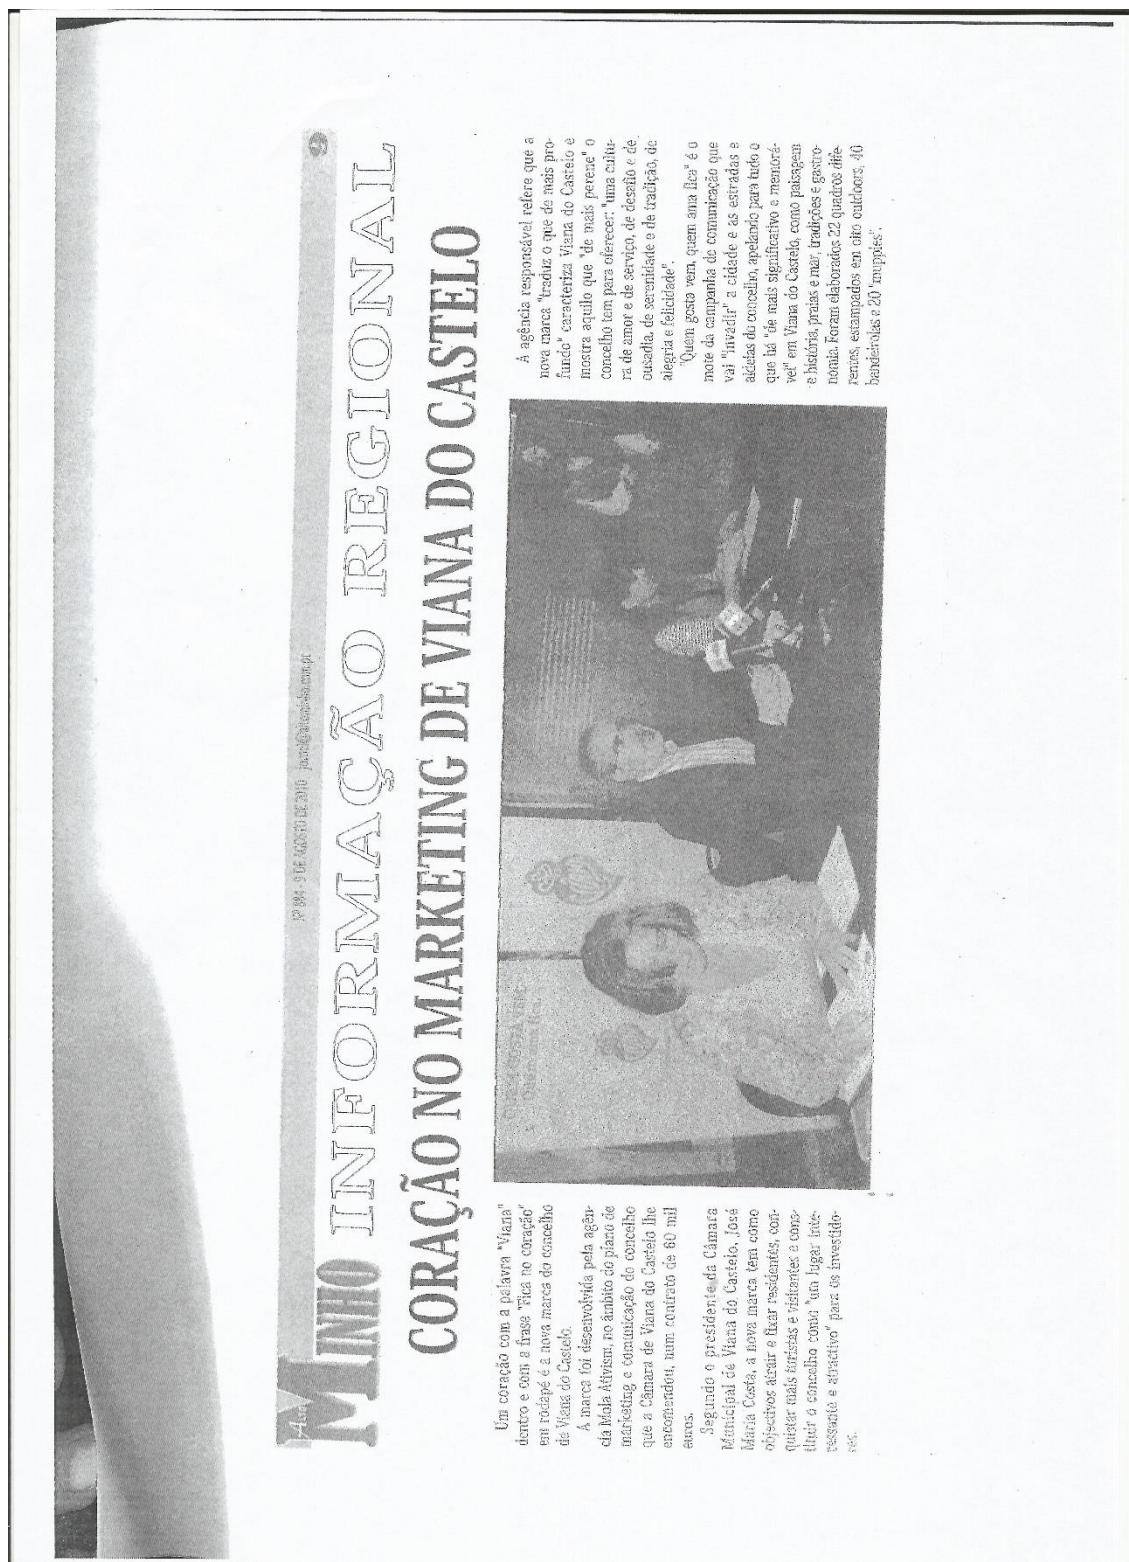 Nº 884 - 9 DE AGOSTO DE 2010
9
Alto
MINHO
INFORMAÇÃO REGIONAL
CORAÇÃO NO MARKETING DE VIANA DO CASTELO
Um coração com a palavra "Viana"
dentro e com a frase "Fica no coração"
em rodapé é a nova marca do concelho
de Viana do Castelo.
A marca foi desenvolvida pela agên-
cia Mola Ativism, no âmbito do plano de
marketing e comunicação do concelho
que a Câmara de Viana do Castelo lhe
encomendou, num contrato de 60 mil
euros.
Segundo o presidente da Câmara
Municipal de Viana do Castelo, José
Maria Costa, a nova marca tem como
objectivos atrair e fixar residentes, con-
quistar mais turistas e visitantes e cons-
tituir o concelho como "um lugar inte-
ressante e atractivo" para os investido-
res.
A agência responsável refere que a
nova marca "traduz o que de mais pro-
fundo" caracteriza Viana do Castelo e
mostra aquilo que "de mais perene" o
concelho tem para oferecer: "uma cultu-
ra de amor e de serviço, de desafio e de
ousadia, de serenidade e de tradição, de
alegria e felicidade".
"Quem gosta vem, quem ama fica" é o
mote da campanha de comunicação que
vai "invadir" a cidade e as estradas e
aldeias do concelho, apelando para tudo o
que há "de mais significativo e memorá-
vel" em Viana do Castelo, como paisagem
e história, praias e mar, tradições e gastro-
nomia. Foram elaborados 22 quadros dife-
rentes, estampados em oito outdoors, 40
bandeirolas e 20 'muppies'.